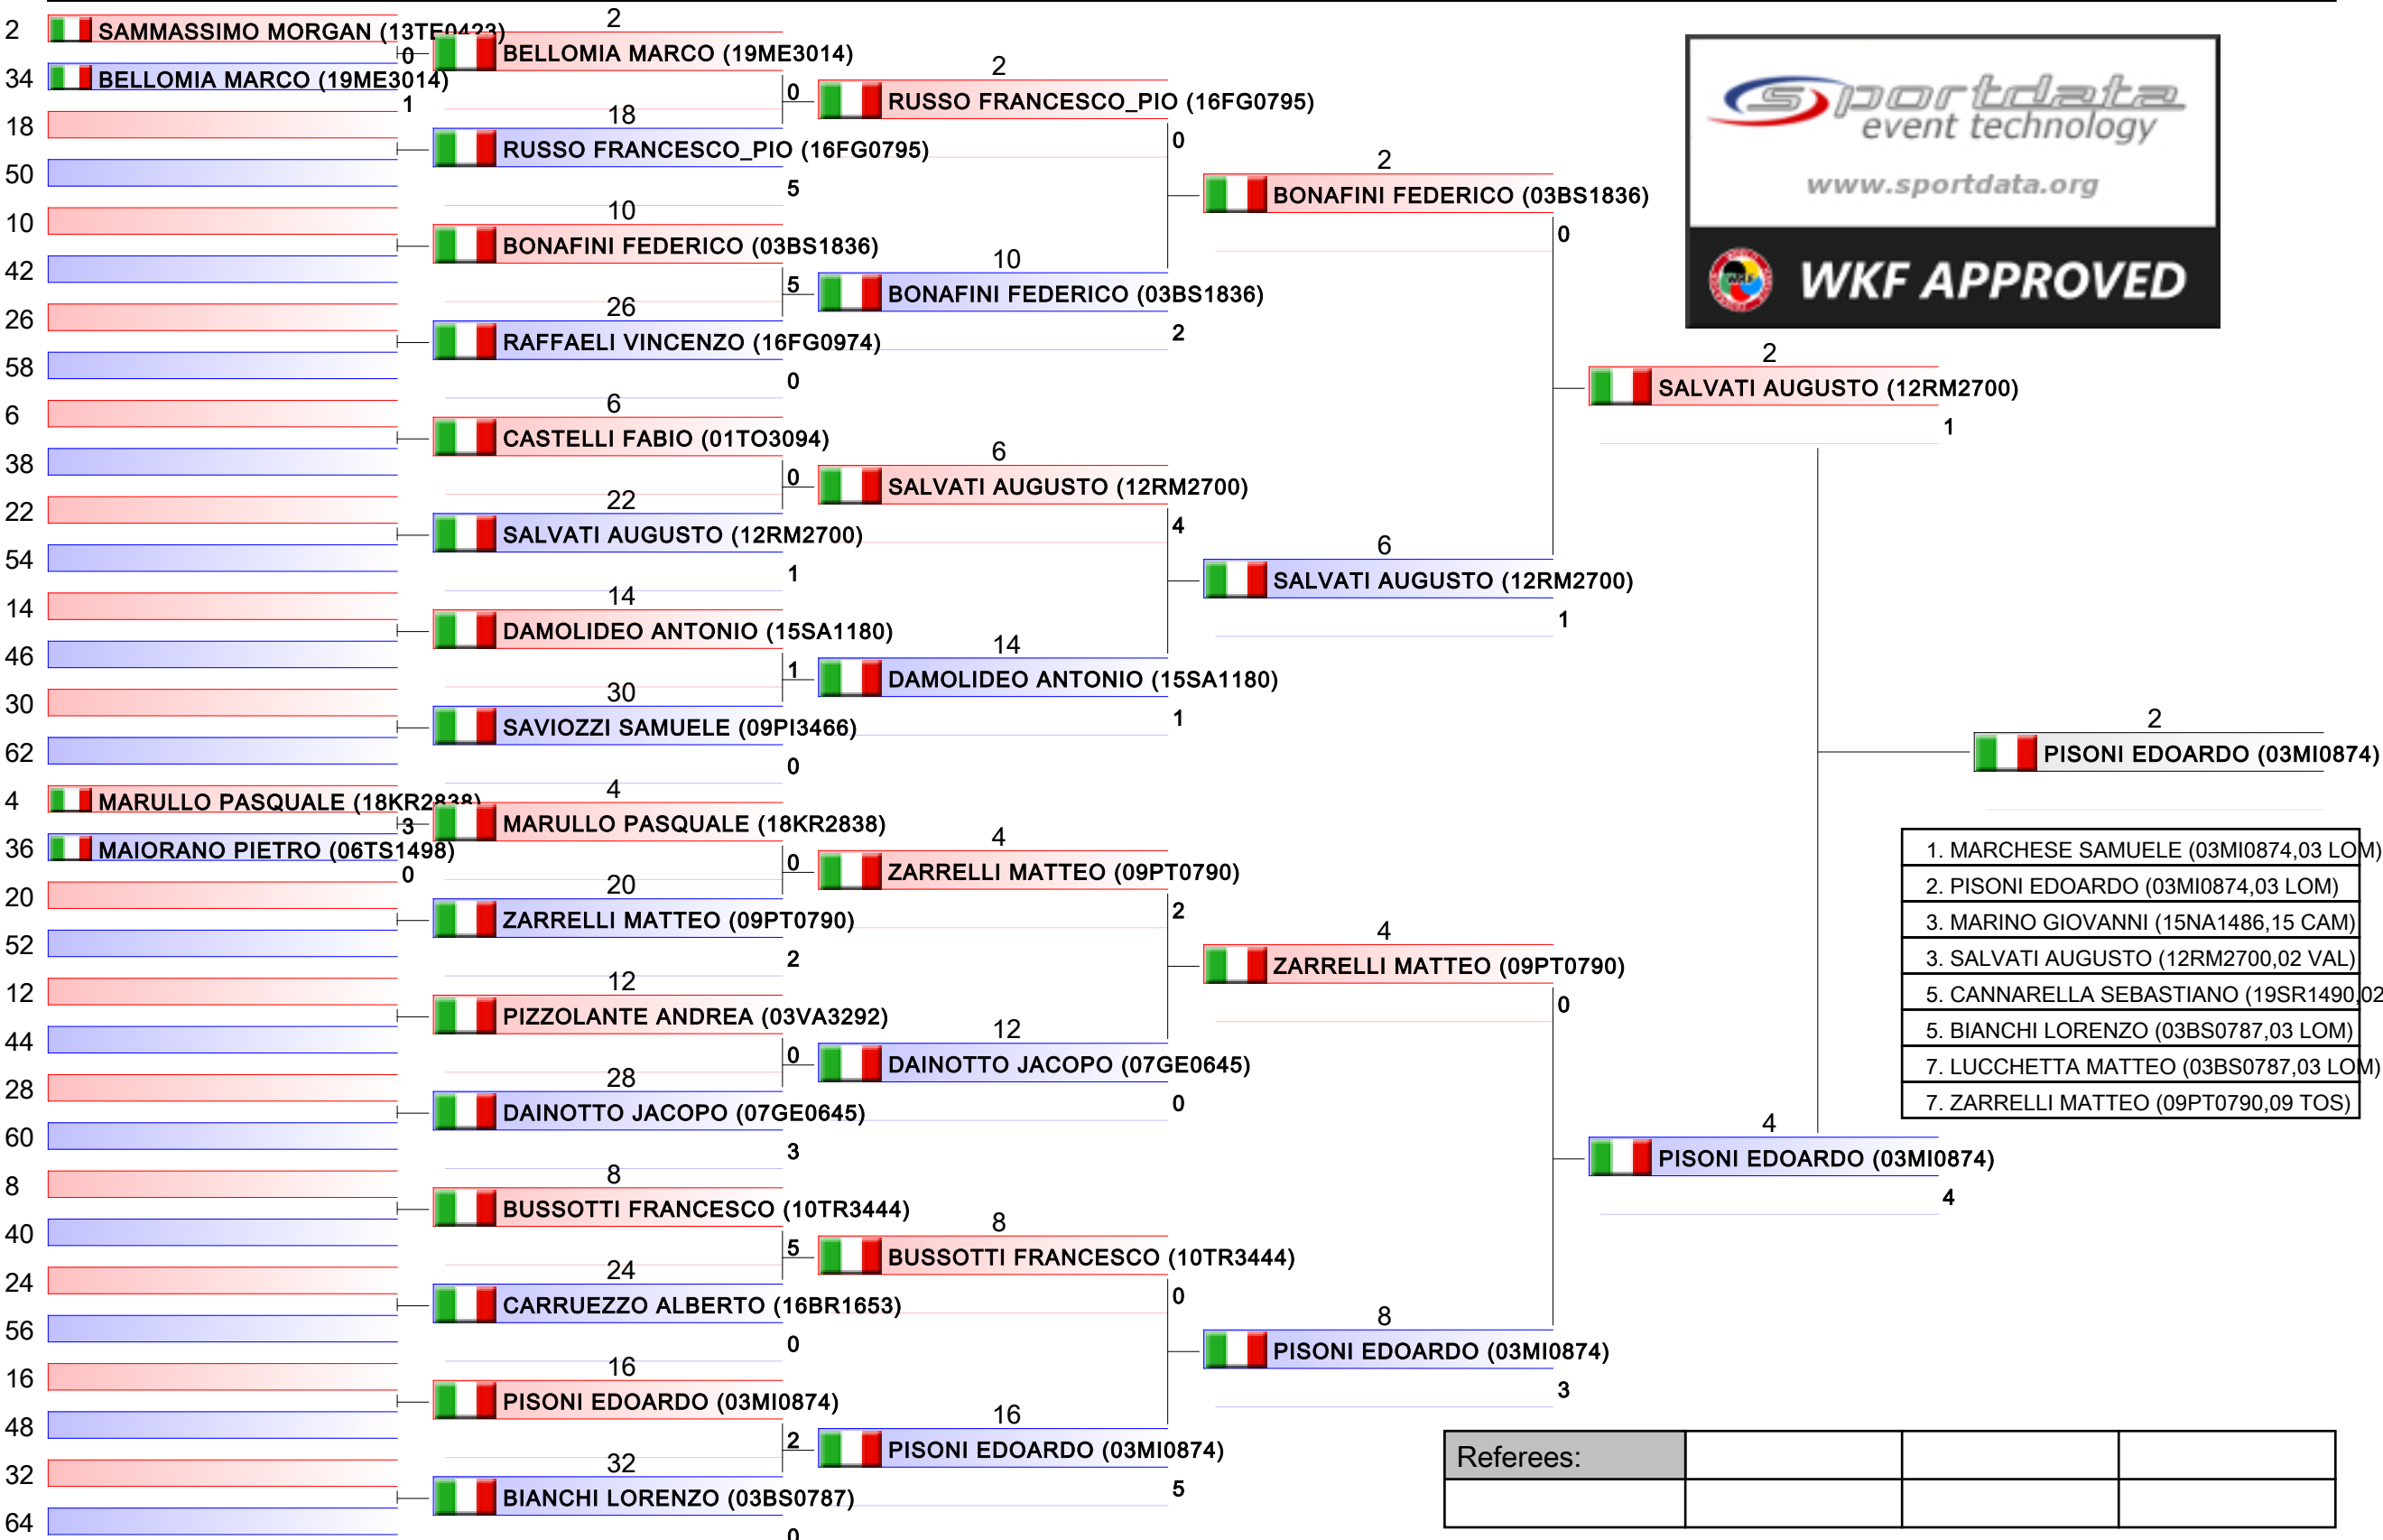 2
SAMMASSIMO MORGAN (13TE0423)
0
34
BELLOMIA MARCO (19ME3014)
1
18
50
10
42
26
58
6
38
22
54
14
46
30
62
4
MARULLO PASQUALE (18KR2838)
3
36
MAIORANO PIETRO (06TS1498)
0
20
52
12
44
28
60
8
40
24
56
16
48
32
64
2
BELLOMIA MARCO (19ME3014)
0
18
RUSSO FRANCESCO_PIO (16FG0795)
5
10
BONAFINI FEDERICO (03BS1836)
5
26
RAFFAELI VINCENZO (16FG0974)
0
6
CASTELLI FABIO (01TO3094)
0
22
SALVATI AUGUSTO (12RM2700)
1
14
DAMOLIDEO ANTONIO (15SA1180)
1
30
SAVIOZZI SAMUELE (09PI3466)
0
4
MARULLO PASQUALE (18KR2838)
0
20
ZARRELLI MATTEO (09PT0790)
2
12
PIZZOLANTE ANDREA (03VA3292)
0
28
DAINOTTO JACOPO (07GE0645)
3
8
BUSSOTTI FRANCESCO (10TR3444)
5
24
CARRUEZZO ALBERTO (16BR1653)
0
16
PISONI EDOARDO (03MI0874)
2
32
BIANCHI LORENZO (03BS0787)
0
2
RUSSO FRANCESCO_PIO (16FG0795)
0
10
BONAFINI FEDERICO (03BS1836)
2
6
SALVATI AUGUSTO (12RM2700)
4
14
DAMOLIDEO ANTONIO (15SA1180)
1
4
ZARRELLI MATTEO (09PT0790)
2
12
DAINOTTO JACOPO (07GE0645)
0
8
BUSSOTTI FRANCESCO (10TR3444)
0
16
PISONI EDOARDO (03MI0874)
5
2
BONAFINI FEDERICO (03BS1836)
0
6
SALVATI AUGUSTO (12RM2700)
1
4
ZARRELLI MATTEO (09PT0790)
0
8
PISONI EDOARDO (03MI0874)
3
2
SALVATI AUGUSTO (12RM2700)
1
4
PISONI EDOARDO (03MI0874)
4
2
PISONI EDOARDO (03MI0874)
sportdata
event technology
www.sportdata.org
WKF
WKF APPROVED
1. MARCHESE SAMUELE (03MI0874,03 LOM)
2. PISONI EDOARDO (03MI0874,03 LOM)
3. MARINO GIOVANNI (15NA1486,15 CAM)
3. SALVATI AUGUSTO (12RM2700,02 VAL)
5. CANNARELLA SEBASTIANO (19SR1490,02
5. BIANCHI LORENZO (03BS0787,03 LOM)
7. LUCCHETTA MATTEO (03BS0787,03 LOM)
7. ZARRELLI MATTEO (09PT0790,09 TOS)
Referees: